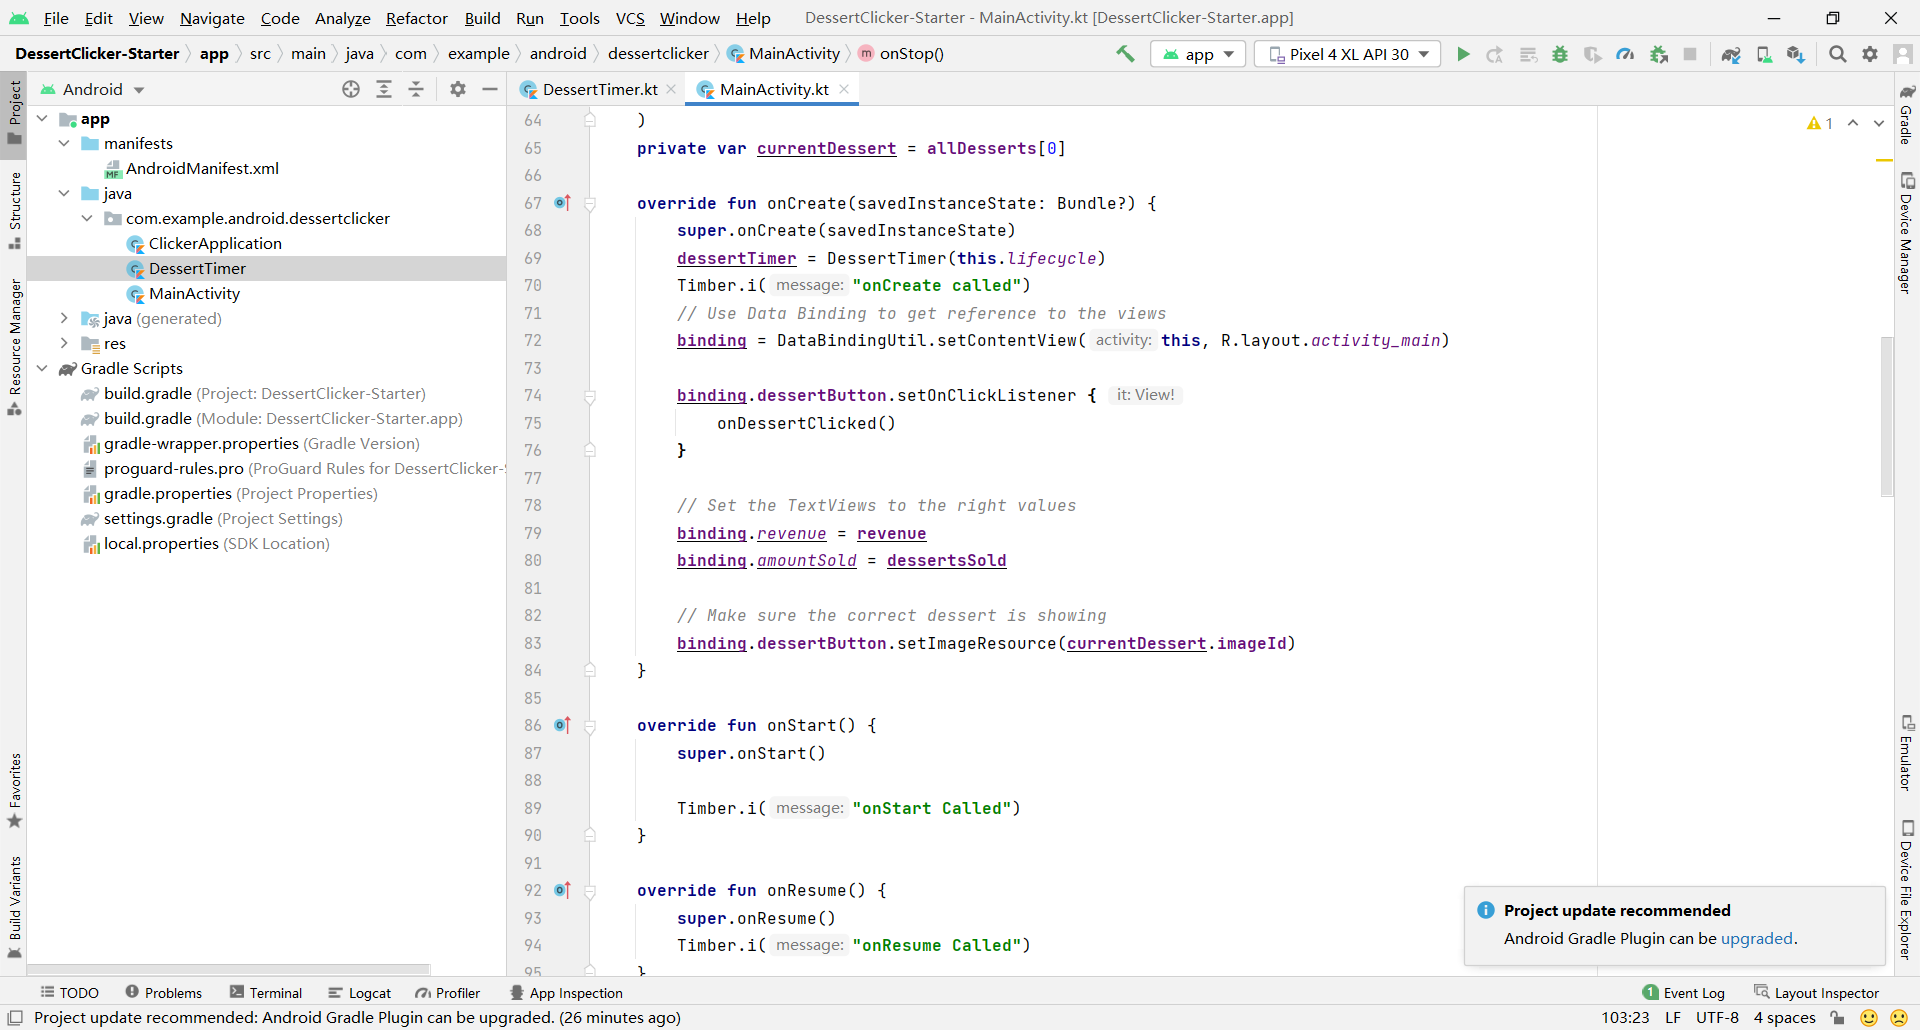 File Edit View Navigate Code Analyze Refactor Build Run Tools VCS Window Help DessertClicker-Starter - MainActivity.kt [DessertClicker-Starter.app]
DessertClicker-Starter app src main java com example android dessertclicker MainActivity onStop() app Pixel 4 XL API 30
Android DessertTimer.kt MainActivity.kt
Project
Structure
Resource Manager
Favorites
Build Variants
app
manifests
AndroidManifest.xml
java
com.example.android.dessertclicker
ClickerApplication
DessertTimer
MainActivity
java (generated)
res
Gradle Scripts
build.gradle (Project: DessertClicker-Starter)
build.gradle (Module: DessertClicker-Starter.app)
gradle-wrapper.properties (Gradle Version)
proguard-rules.pro (ProGuard Rules for DessertClicker-
gradle.properties (Project Properties)
settings.gradle (Project Settings)
local.properties (SDK Location)
64 )
65 private var currentDessert = allDesserts[0]
66
67 override fun onCreate(savedInstanceState: Bundle?) {
68 super.onCreate(savedInstanceState)
69 dessertTimer = DessertTimer(this.lifecycle)
70 Timber.i( message: "onCreate called")
71 // Use Data Binding to get reference to the views
72 binding = DataBindingUtil.setContentView( activity: this, R.layout.activity_main)
73
74 binding.dessertButton.setOnClickListener { it: View!
75 onDessertClicked()
76 }
77
78 // Set the TextViews to the right values
79 binding.revenue = revenue
80 binding.amountSold = dessertsSold
81
82 // Make sure the correct dessert is showing
83 binding.dessertButton.setImageResource(currentDessert.imageId)
84 }
85
86 override fun onStart() {
87 super.onStart()
88
89 Timber.i( message: "onStart Called")
90 }
91
92 override fun onResume() {
93 super.onResume()
94 Timber.i( message: "onResume Called")
95 }
1
Gradle
Device Manager
Emulator
Device File Explorer
Project update recommended
Android Gradle Plugin can be upgraded.
TODO Problems Terminal Logcat Profiler App Inspection 1 Event Log Layout Inspector
Project update recommended: Android Gradle Plugin can be upgraded. (26 minutes ago) 103:23 LF UTF-8 4 spaces